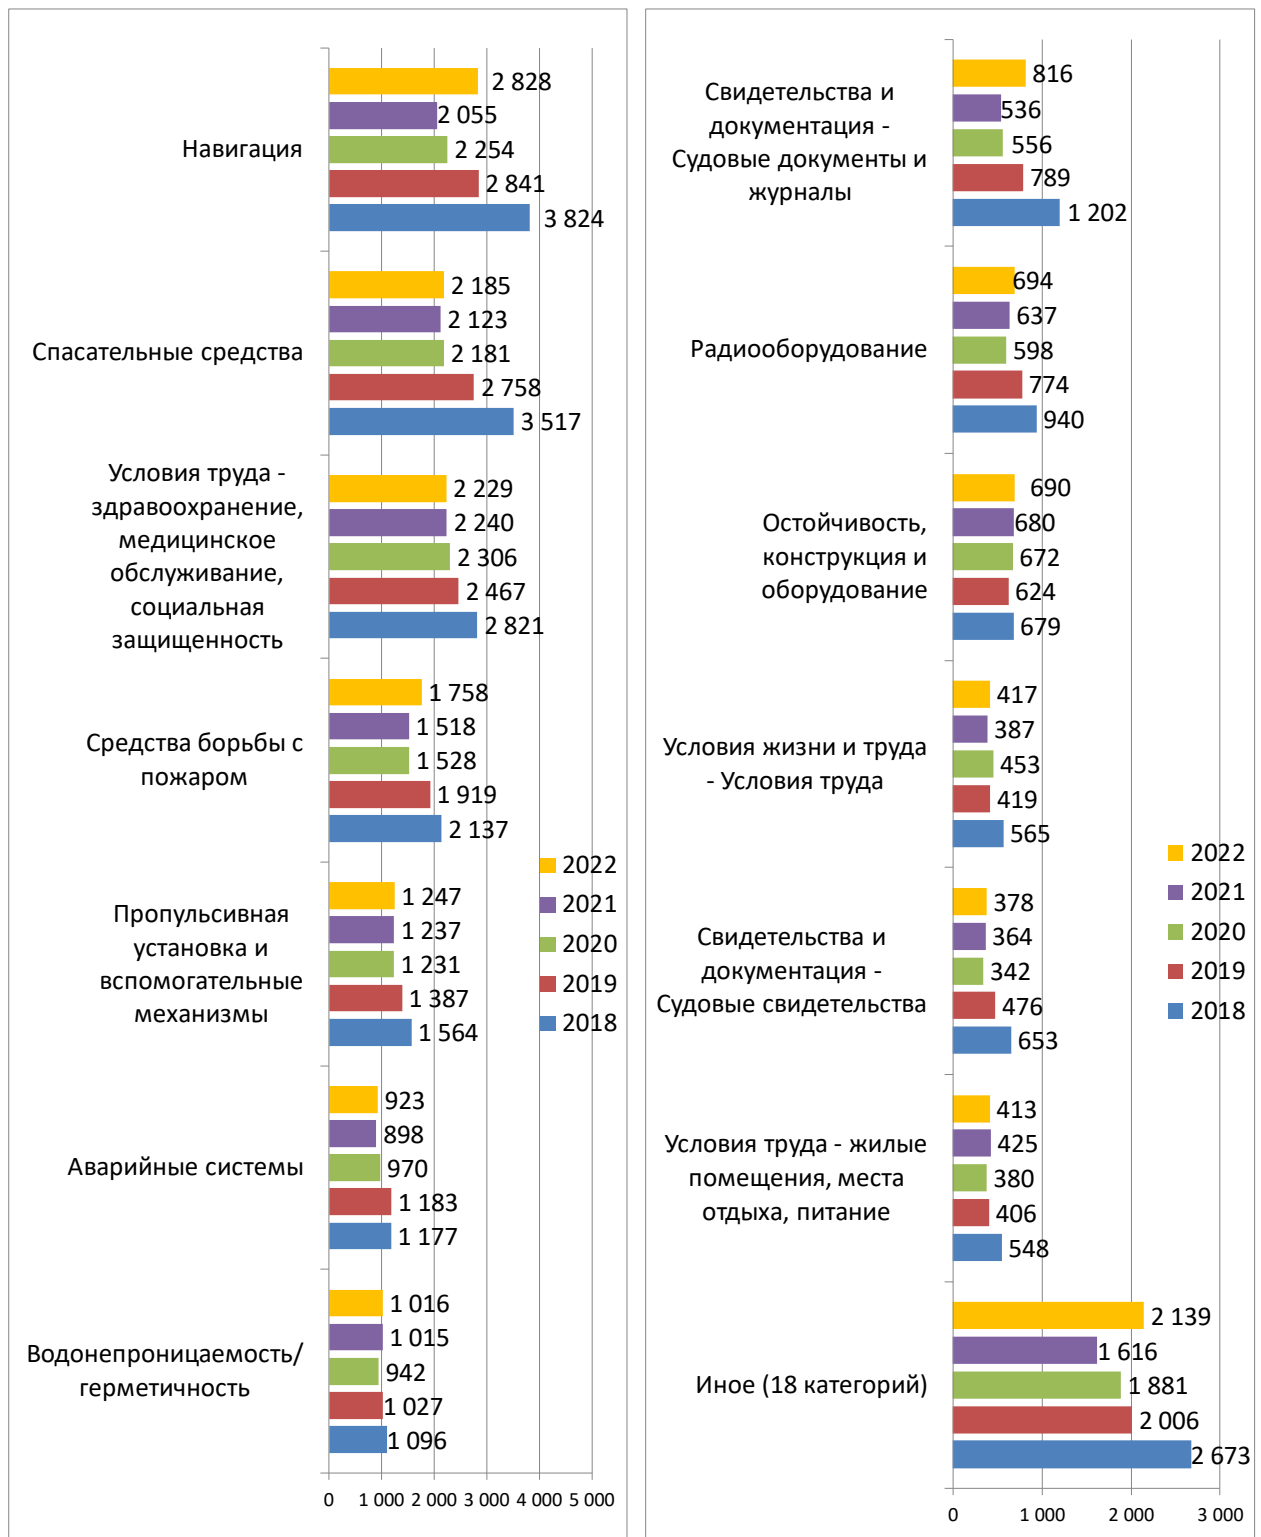 2 828
2 055
Навигация
2 254
2 841
3 824
2 185
2 123
Спасательные средства
2 181
2 758
3 517
Условия труда -
здравоохранение,
медицинское
обслуживание,
социальная
защищенность
2 229
2 240
2 306
2 467
2 821
1 758
1 518
Средства борьбы с
пожаром
1 528
1 919
2 137
Пропульсивная
установка и
вспомогательные
механизмы
1 247
1 237
1 231
1 387
1 564
923
898
Аварийные системы
970
1 183
1 177
1 016
1 015
Водонепроницаемость/
герметичность
942
1 027
1 096
2022
2021
2020
2019
2018
0 1 000 2 000 3 000 4 000 5 000
Свидетельства и
документация -
Судовые документы и
журналы
816
536
556
789
1 202
694
637
Радиооборудование
598
774
940
Остойчивость,
конструкция и
оборудование
690
680
672
624
679
Условия жизни и труда
- Условия труда
417
387
453
419
565
Свидетельства и
документация -
Судовые свидетельства
378
364
342
476
653
Условия труда - жилые
помещения, места
отдыха, питание
413
425
380
406
548
2 139
1 616
Иное (18 категорий)
1 881
2 006
2 673
2022
2021
2020
2019
2018
0 1 000 2 000 3 000